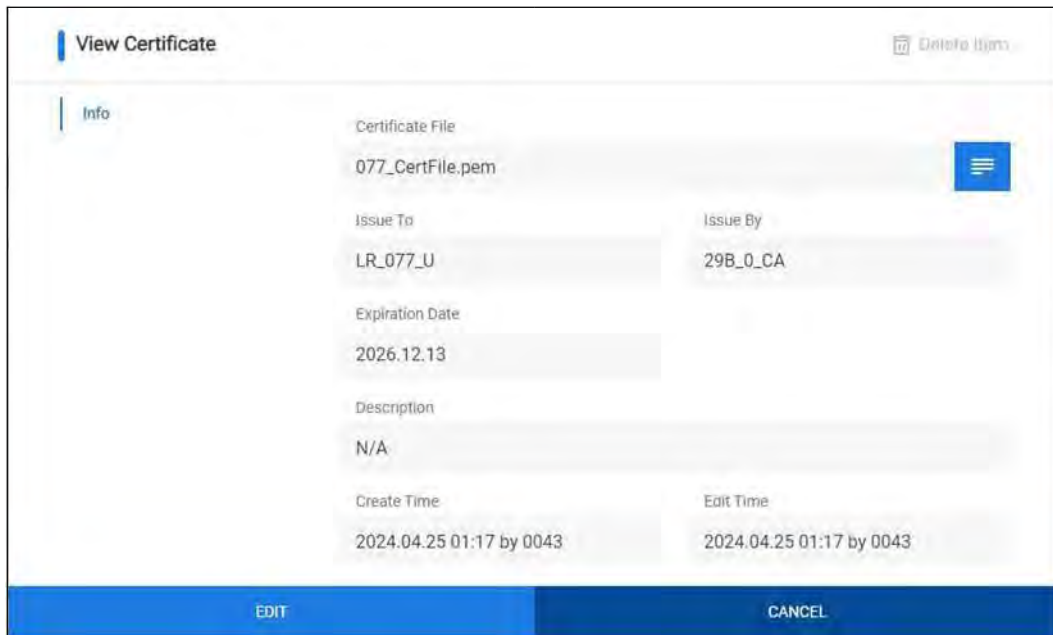 View Certificate
Delete Item
Info
Certificate File
077_CertFile.pem
Issue To
Issue By
LR_077_U
29B_0_CA
Expiration Date
2026.12.13
Description
N/A
Create Time
Edit Time
2024.04.25 01:17 by 0043
2024.04.25 01:17 by 0043
EDIT
CANCEL